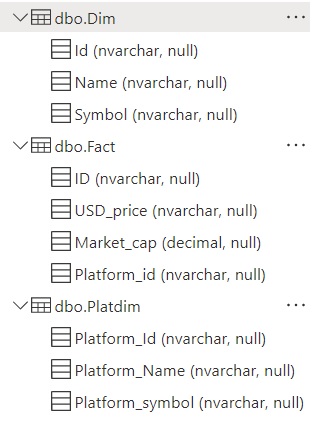 dbo.Dim
Id (nvarchar, null)
Name (nvarchar, null)
Symbol (nvarchar, null)
dbo.Fact
ID (nvarchar, null)
USD_price (nvarchar, null)
Market_cap (decimal, null)
Platform_id (nvarchar, null)
dbo.Platdim
Platform_Id (nvarchar, null)
Platform_Name (nvarchar, null)
Platform_symbol (nvarchar, null)